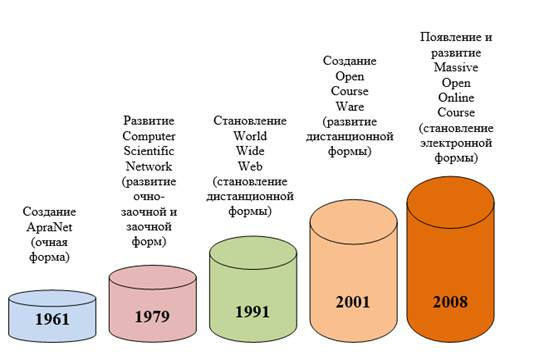 Создание
ApraNet
(очная
форма)
1961
Развитие
Computer
Scientific
Network
(развитие
очно-
заочной и
заочной
форм)
1979
Становление
World
Wide
Web
(становление
дистанционной
формы)
1991
Создание
Open
Course
Ware
(развитие
дистанционной
формы)
2001
Появление и
развитие
Massive
Open
Online
Course
(становление
электронной
формы)
2008